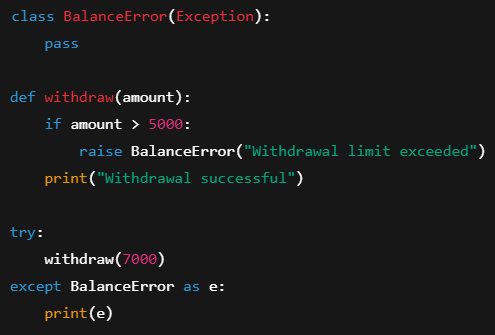 class BalanceError(Exception):
    pass

def withdraw(amount):
    if amount > 5000:
        raise BalanceError("Withdrawal limit exceeded")
    print("Withdrawal successful")

try:
    withdraw(7000)
except BalanceError as e:
    print(e)